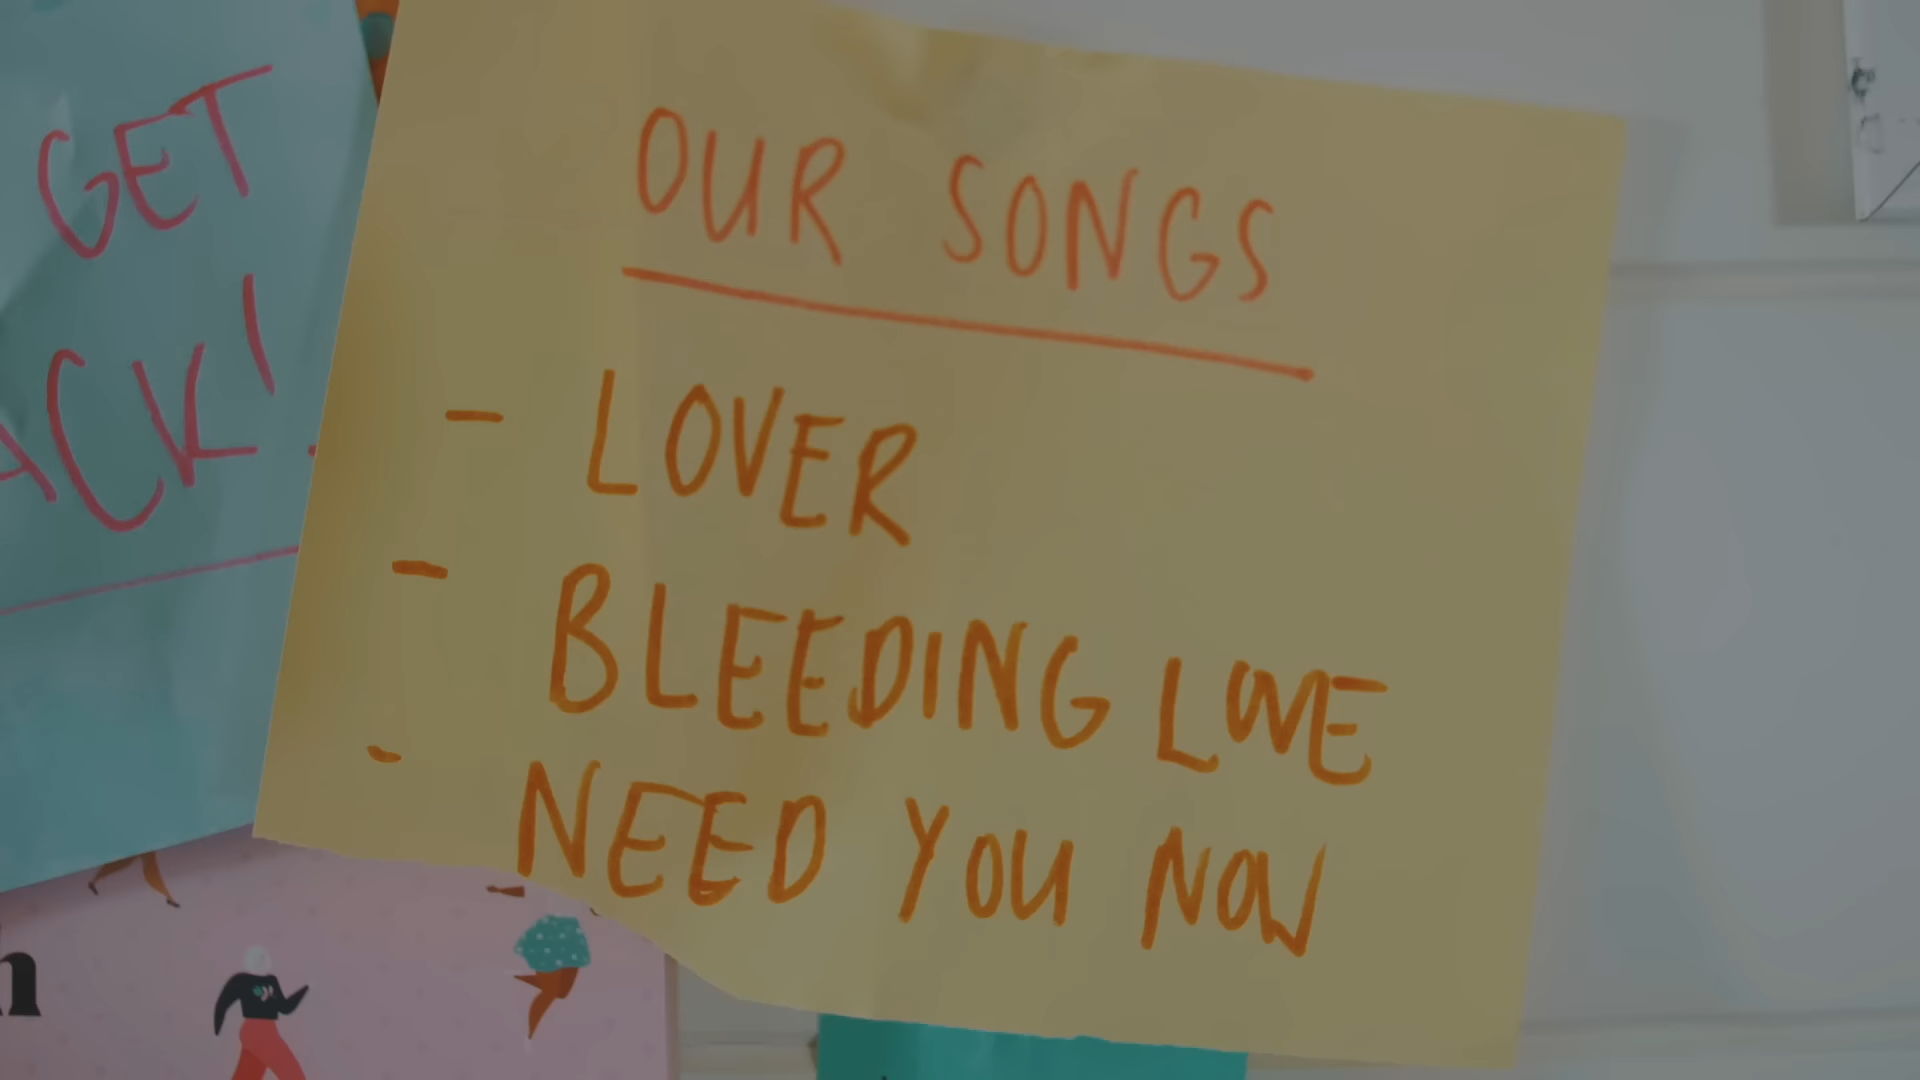 GET
ACK!
OUR SONGS
- LOVER
- BLEEDING LOVE
- NEED YOU NOW
h